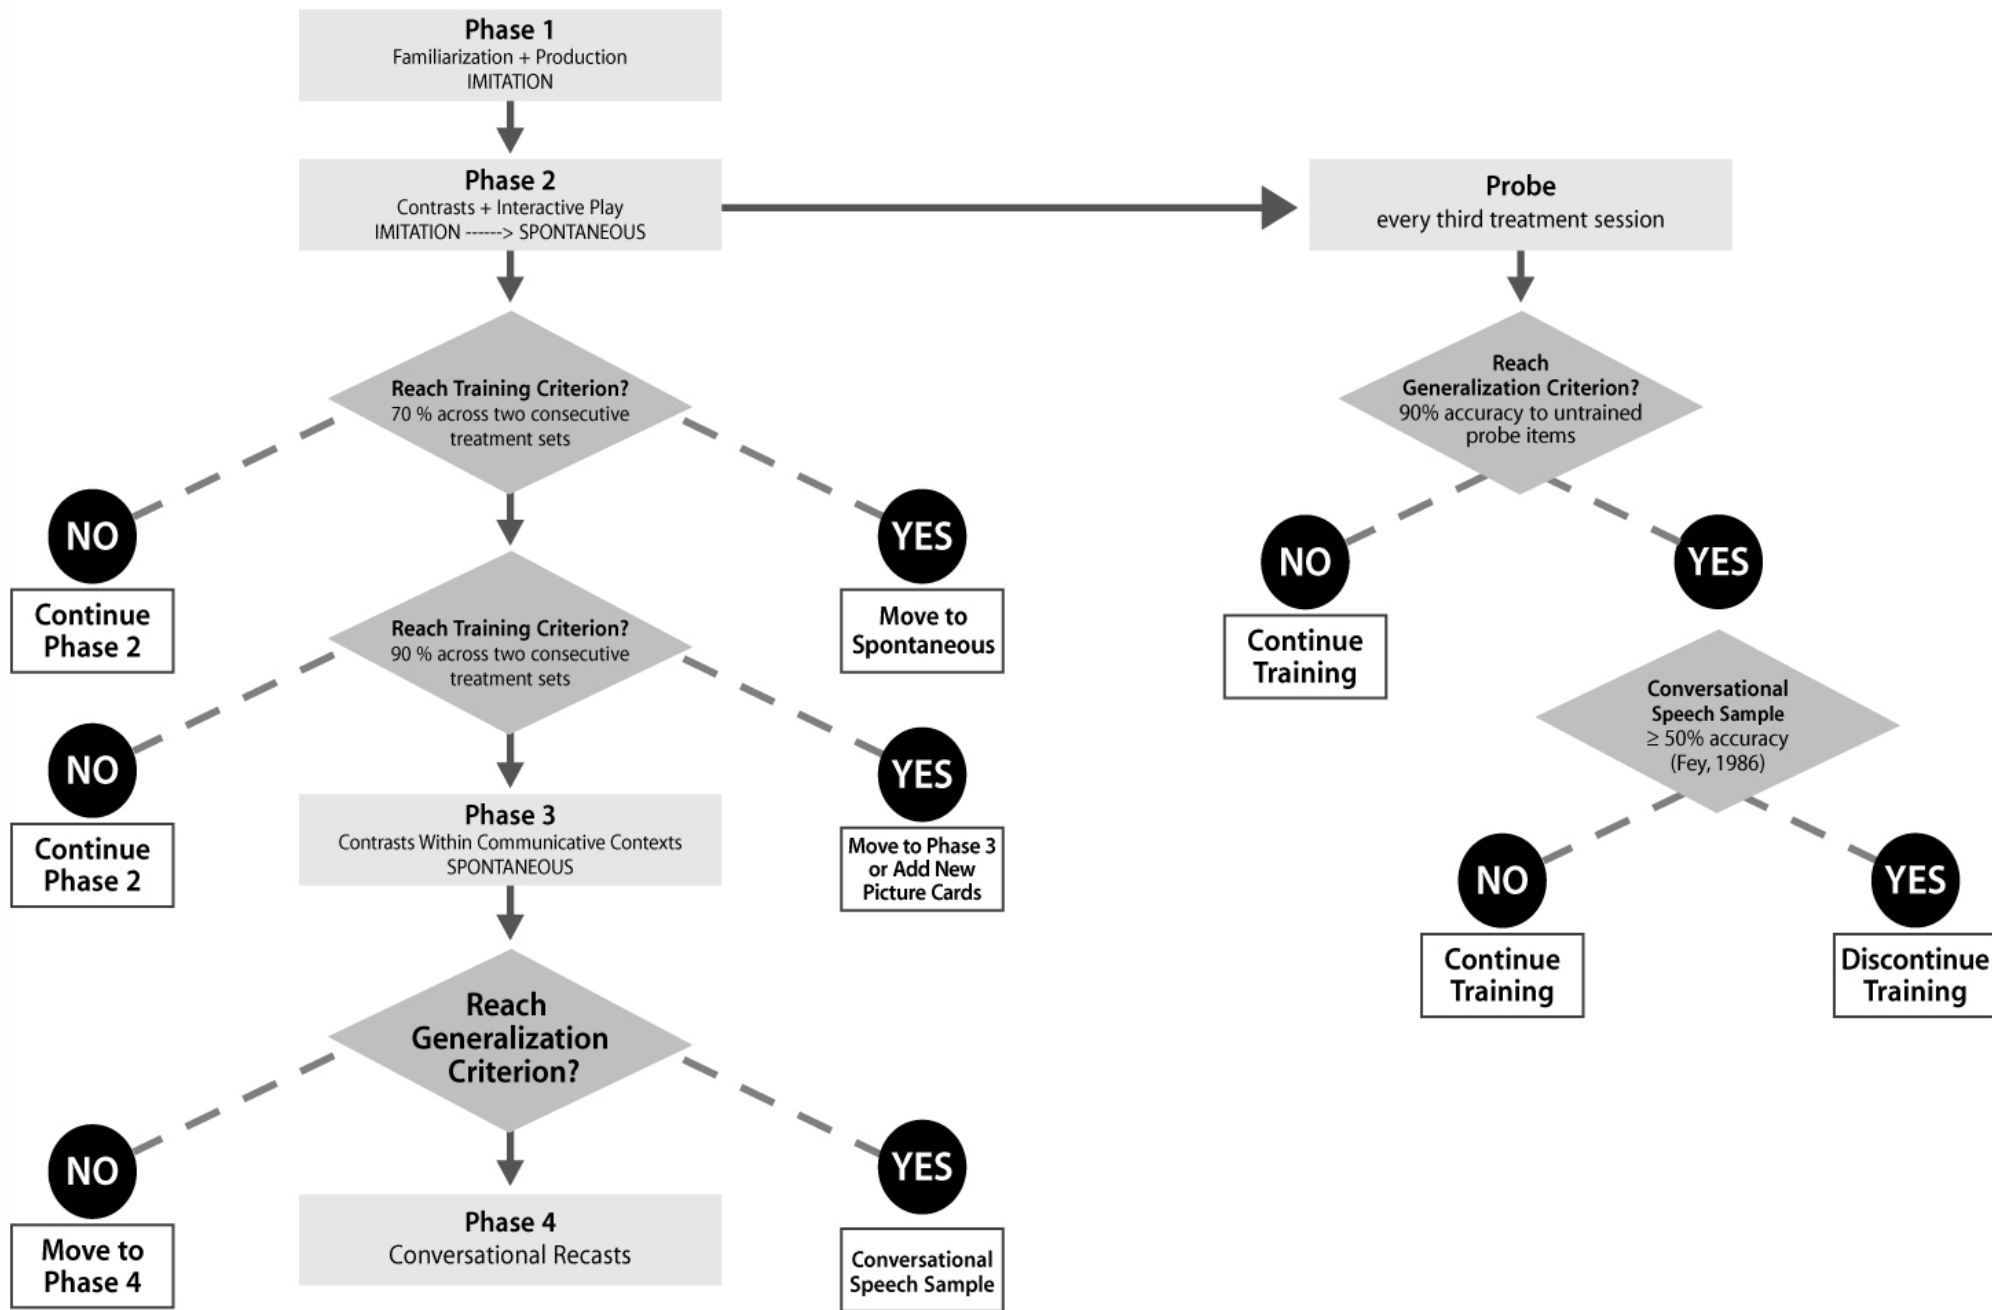 Phase 1
Familiarization + Production
IMITATION
Phase 2
Contrasts + Interactive Play
IMITATION ------> SPONTANEOUS
Reach Training Criterion?
70 % across two consecutive
treatment sets
NO
Continue
Phase 2
YES
Move to
Spontaneous
Reach Training Criterion?
90 % across two consecutive
treatment sets
NO
Continue
Phase 2
YES
Move to Phase 3
or Add New
Picture Cards
Phase 3
Contrasts Within Communicative Contexts
SPONTANEOUS
Reach
Generalization
Criterion?
NO
Move to
Phase 4
YES
Conversational
Speech Sample
Phase 4
Conversational Recasts
Probe
every third treatment session
Reach
Generalization Criterion?
90% accuracy to untrained
probe items
NO
Continue
Training
YES
Conversational
Speech Sample
≥ 50% accuracy
(Fey, 1986)
NO
Continue
Training
YES
Discontinue
Training